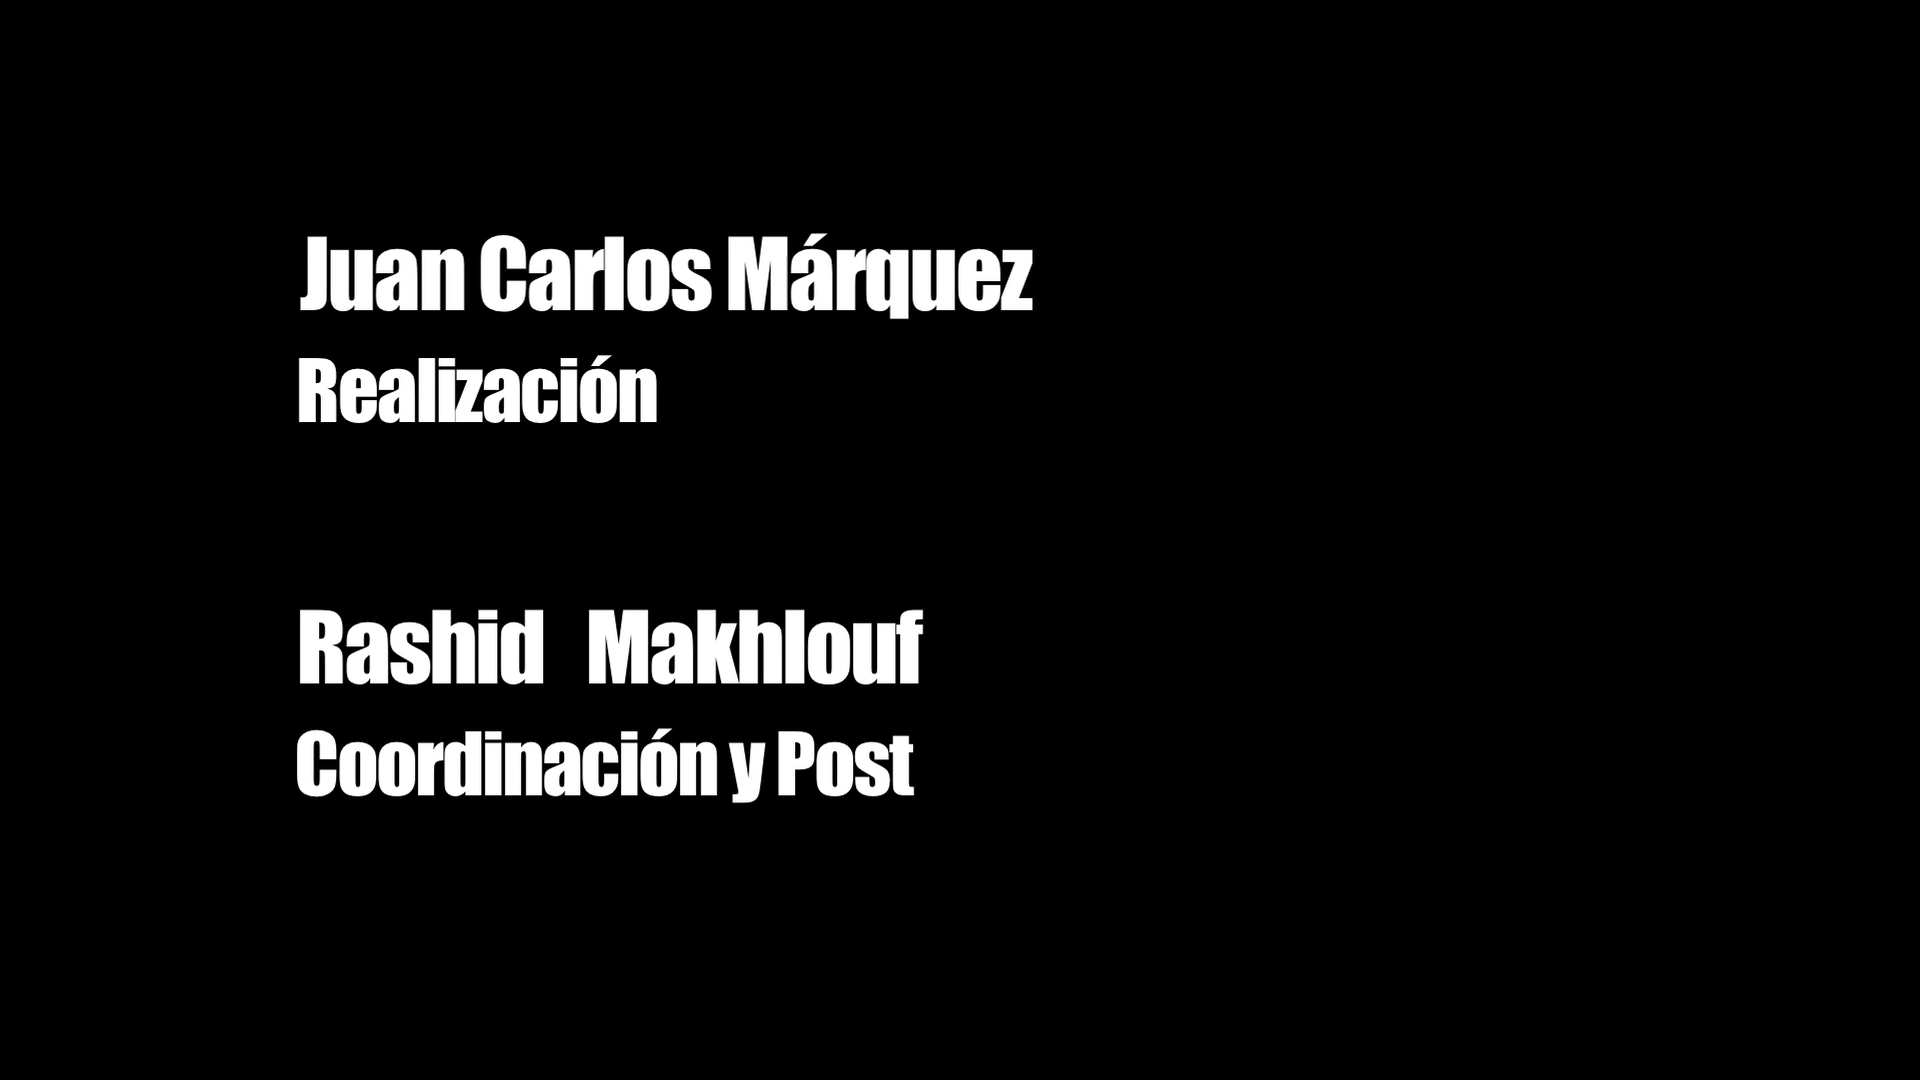 Juan Carlos Márquez
Realización
Rashid Makhlouf
Coordinación y Post